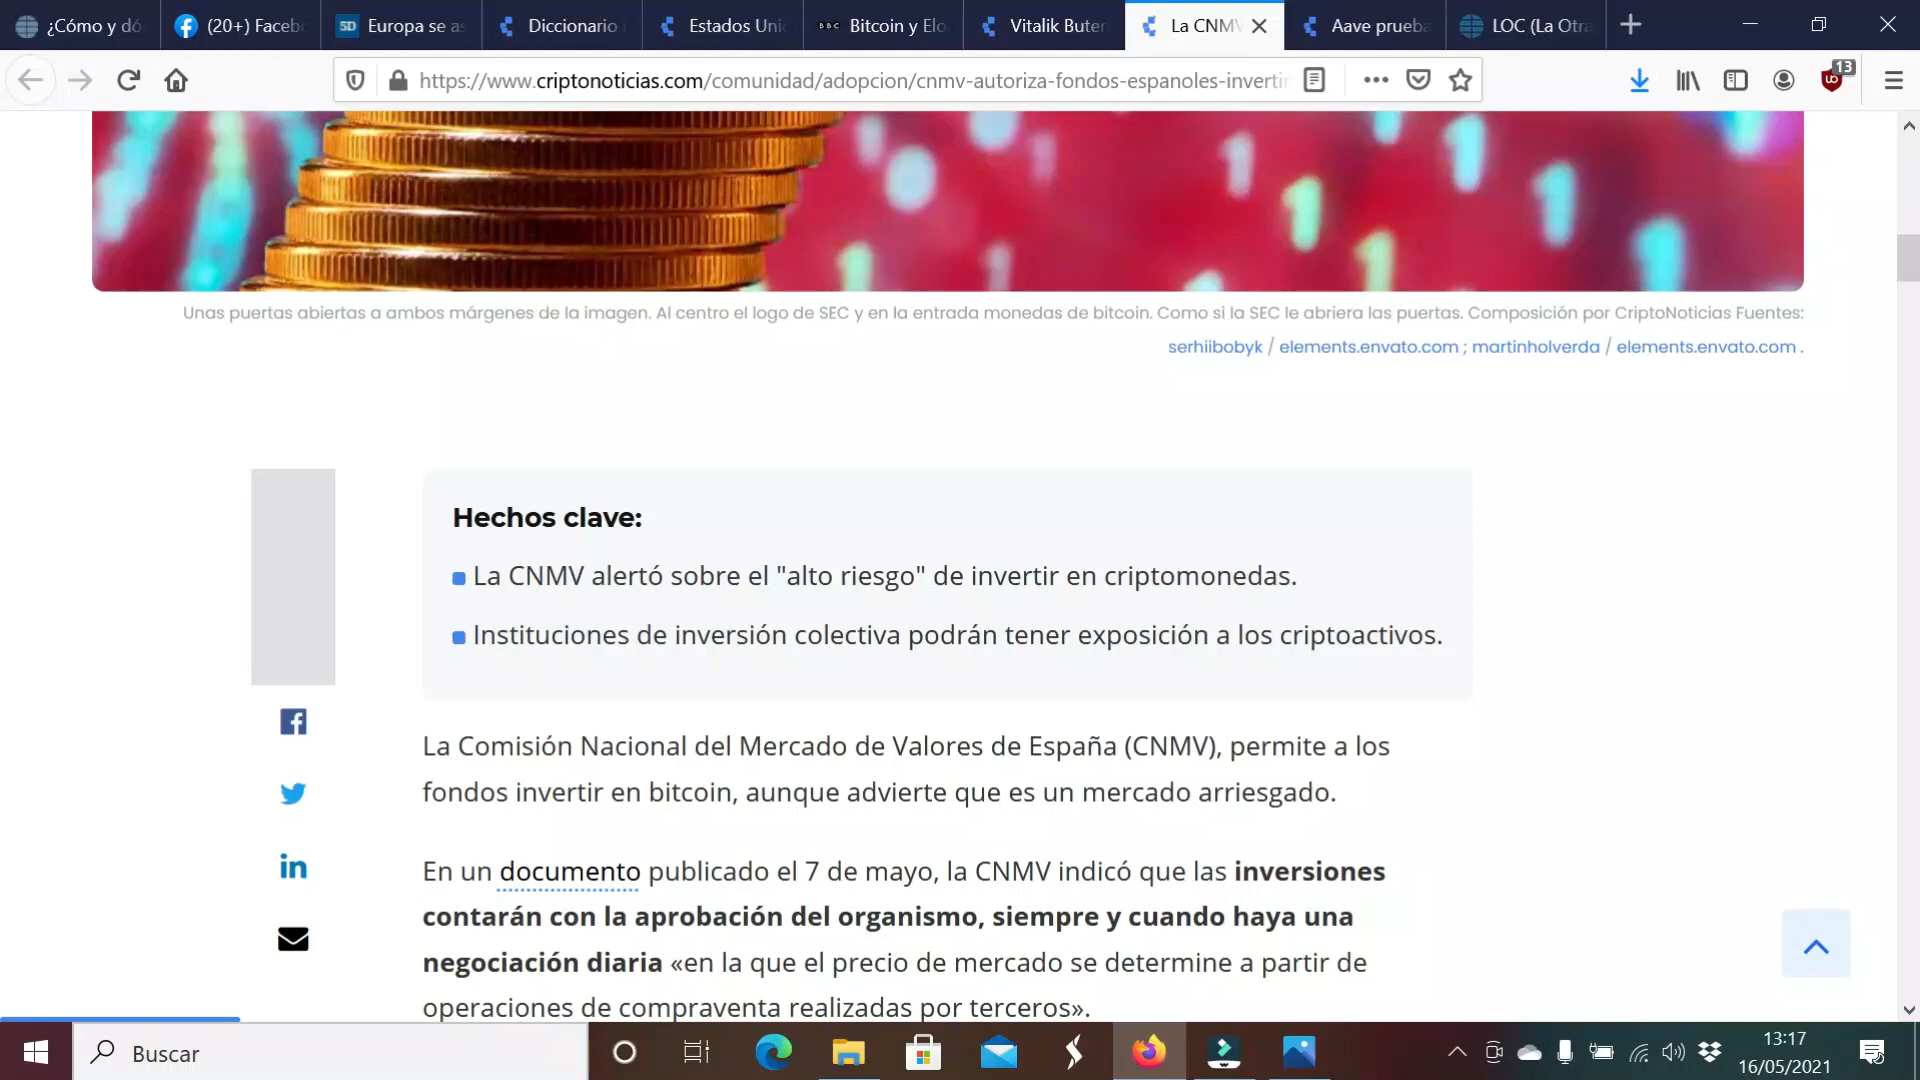 ¿Cómo y dó
(20+) Faceb
5D Europa se as
Diccionario
Estados Uni
BBC Bitcoin y Elo
Vitalik Buter
La CNMV
Aave prueba
LOC (La Otra
https://www.criptonoticias.com/comunidad/adopcion/cnmv-autoriza-fondos-espanoles-invertir
13
Unas puertas abiertas a ambos márgenes de la imagen. Al centro el logo de SEC y en la entrada monedas de bitcoin. Como si la SEC le abriera las puertas. Composición por CriptoNoticias Fuentes:
serhiibobyk / elements.envato.com ; martinholverda / elements.envato.com .
Hechos clave:
La CNMV alertó sobre el "alto riesgo" de invertir en criptomonedas.
Instituciones de inversión colectiva podrán tener exposición a los criptoactivos.
La Comisión Nacional del Mercado de Valores de España (CNMV), permite a los
fondos invertir en bitcoin, aunque advierte que es un mercado arriesgado.
En un documento publicado el 7 de mayo, la CNMV indicó que las inversiones
contarán con la aprobación del organismo, siempre y cuando haya una
negociación diaria «en la que el precio de mercado se determine a partir de
operaciones de compraventa realizadas por terceros».
Buscar
13:17
16/05/2021